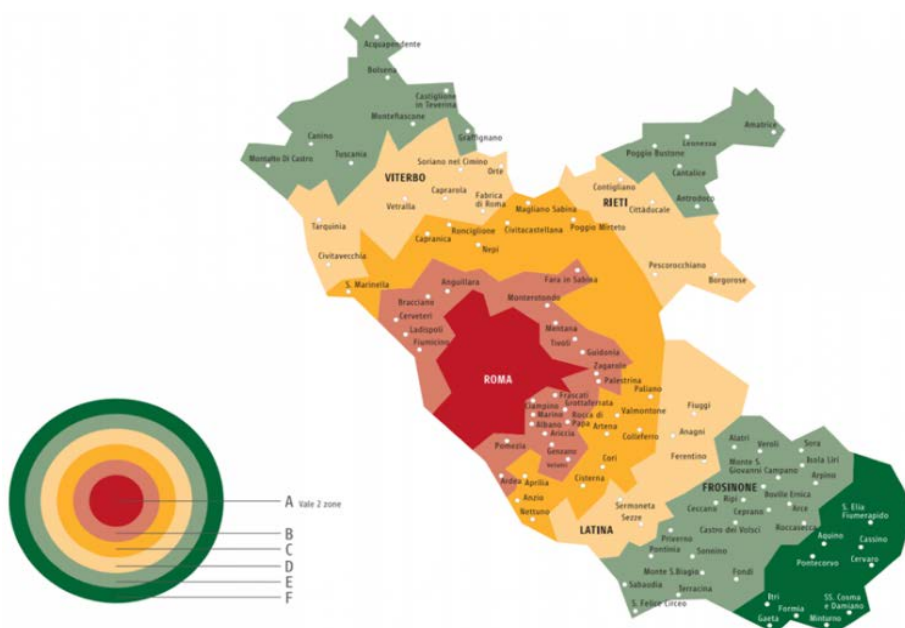 Acquapendente
Bolsena
Castiglione
in Teverina
Montefiascone
Graffignano
Canino
Tuscania
Montalto Di Castro
Amatrice
Leonessa
Poggio Bustone
Cantalice
Antrodoco
Soriano nel Cimino
Orte
VITERBO
Caprarola
Vetralla
Fabrica
di Roma
Contigliano
RIETI
Cittàducale
Tarquinia
Magliano Sabina
Ronciglione
Civitacastellana
Poggio Mirteto
Capranica
Nepi
Civitavecchia
Pescorocchiano
Borgorose
S. Marinella
Anguillara
Fara in Sabina
Bracciano
Monterotondo
Cerveteri
Ladispoli
Mentana
Fiumicino
Tivoli
Guidonia
Zagarolo
ROMA
Palestrina
Frascati
Paliano
Ciampino
Grottaferrata
Marino
Rocca di
Papa
Valmontone
Fiuggi
Albano
Ariccia
Artena
Colleferro
Anagni
Pomezia
Genzano
Velletri
Cori
Ferentino
Ardea
Aprilia
Cisterna
Anzio
Nettuno
Sermoneta
Sezze
LATINA
Alatri
Veroli
Sora
Monte S.
Giovanni Campano
Isola Liri
Arpino
FROSINONE
Boville Ernica
Ripi
Ceccano
Ceprano
Arce
Castro dei Volsci
Roccasecca
S. Elia
Fiumerapido
Priverno
Pontinia
Sonnino
Aquino
Cassino
Monte S.Biagio
Fondi
Pontecorvo
Cervaro
Sabaodia
Terracina
S. Felice Circeo
Itri
Formia
SS. Cosma
e Damiano
Gaeta
Minturno
A Vale 2 zone
B
C
D
E
F